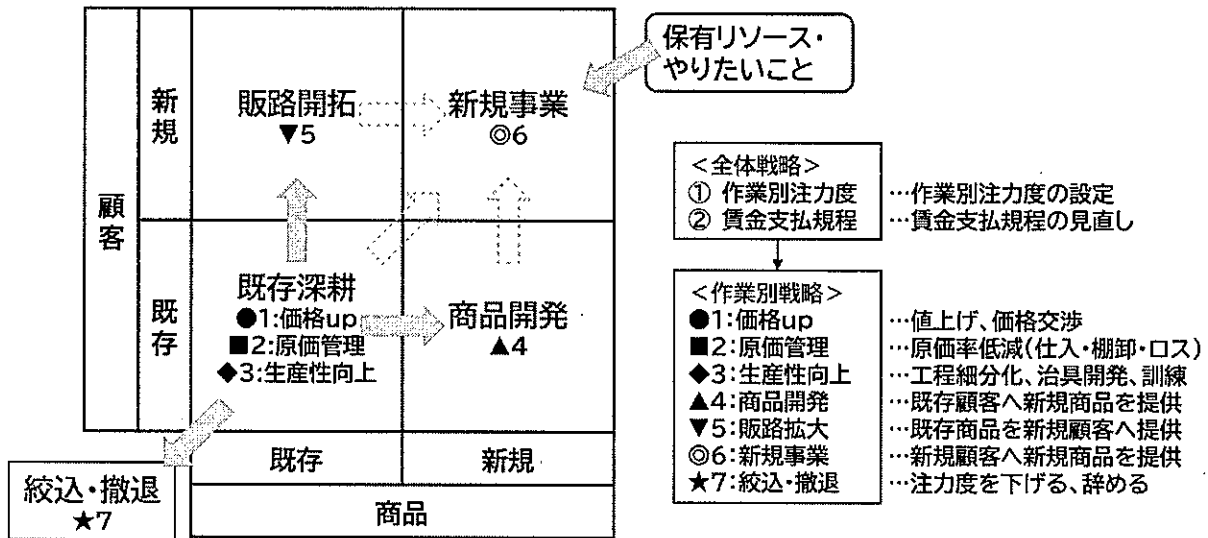 保有リソース・
やりたいこと
顧客
新規
販路開拓
▼5
新規事業
◎6
既存
既存深耕
●1:価格up
■2:原価管理
◆3:生産性向上
商品開発
▲4
既存
新規
商品
絞込・撤退
★7
＜全体戦略＞
① 作業別注力度 …作業別注力度の設定
② 賃金支払規程 …賃金支払規程の見直し
＜作業別戦略＞
●1:価格up …値上げ、価格交渉
■2:原価管理 …原価率低減(仕入・棚卸・ロス)
◆3:生産性向上 …工程細分化、治具開発、訓練
▲4:商品開発 …既存顧客へ新規商品を提供
▼5:販路拡大 …既存商品を新規顧客へ提供
◎6:新規事業 …新規顧客へ新規商品を提供
★7:絞込・撤退 …注力度を下げる、辞める